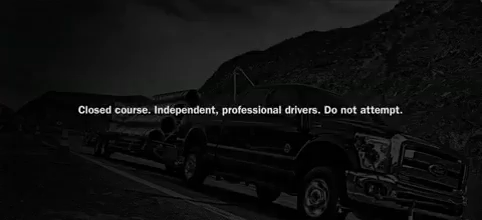 Closed course. Independent, professional drivers. Do not attempt.